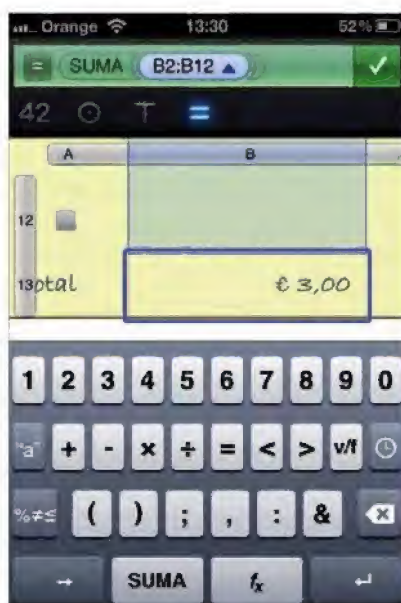 Orange 13:30 52%
= SUMA B2:B12
42 T =
A B
12
13 otal € 3,00
1 2 3 4 5 6 7 8 9 0
"a" + - × ÷ = < > v/f
%≠≤ ( ) ; , : &
→ SUMA fx